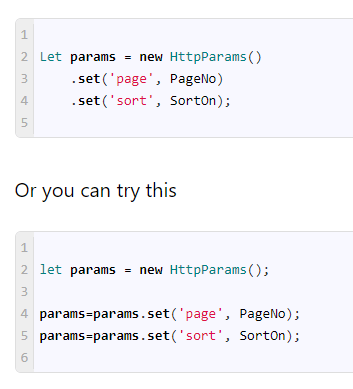 1
2 Let params = new HttpParams()
3     .set('page', PageNo)
4     .set('sort', SortOn);
5
Or you can try this
1
2 let params = new HttpParams();
3
4 params=params.set('page', PageNo);
5 params=params.set('sort', SortOn);
6